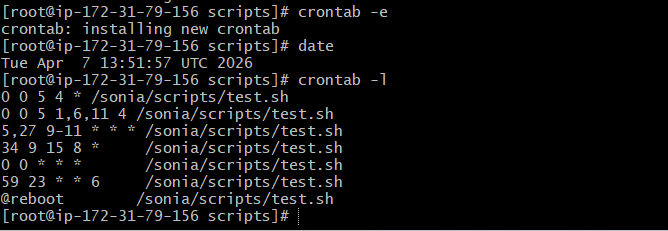 [root@ip-172-31-79-156 scripts]# crontab -e
crontab: installing new crontab
[root@ip-172-31-79-156 scripts]# date
Tue Apr  7 13:51:57 UTC 2026
[root@ip-172-31-79-156 scripts]# crontab -l
0 0 5 4 * /sonia/scripts/test.sh
0 0 5 1,6,11 4 /sonia/scripts/test.sh
5,27 9-11 * * * /sonia/scripts/test.sh
34 9 15 8 *     /sonia/scripts/test.sh
0 0 * * *       /sonia/scripts/test.sh
59 23 * * 6     /sonia/scripts/test.sh
@reboot        /sonia/scripts/test.sh
[root@ip-172-31-79-156 scripts]#